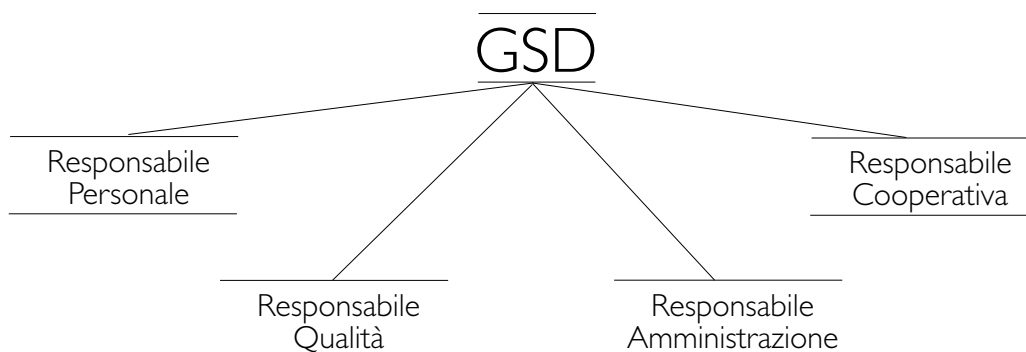 GSD
Responsabile
Personale
Responsabile
Cooperativa
Responsabile
Qualità
Responsabile
Amministrazione